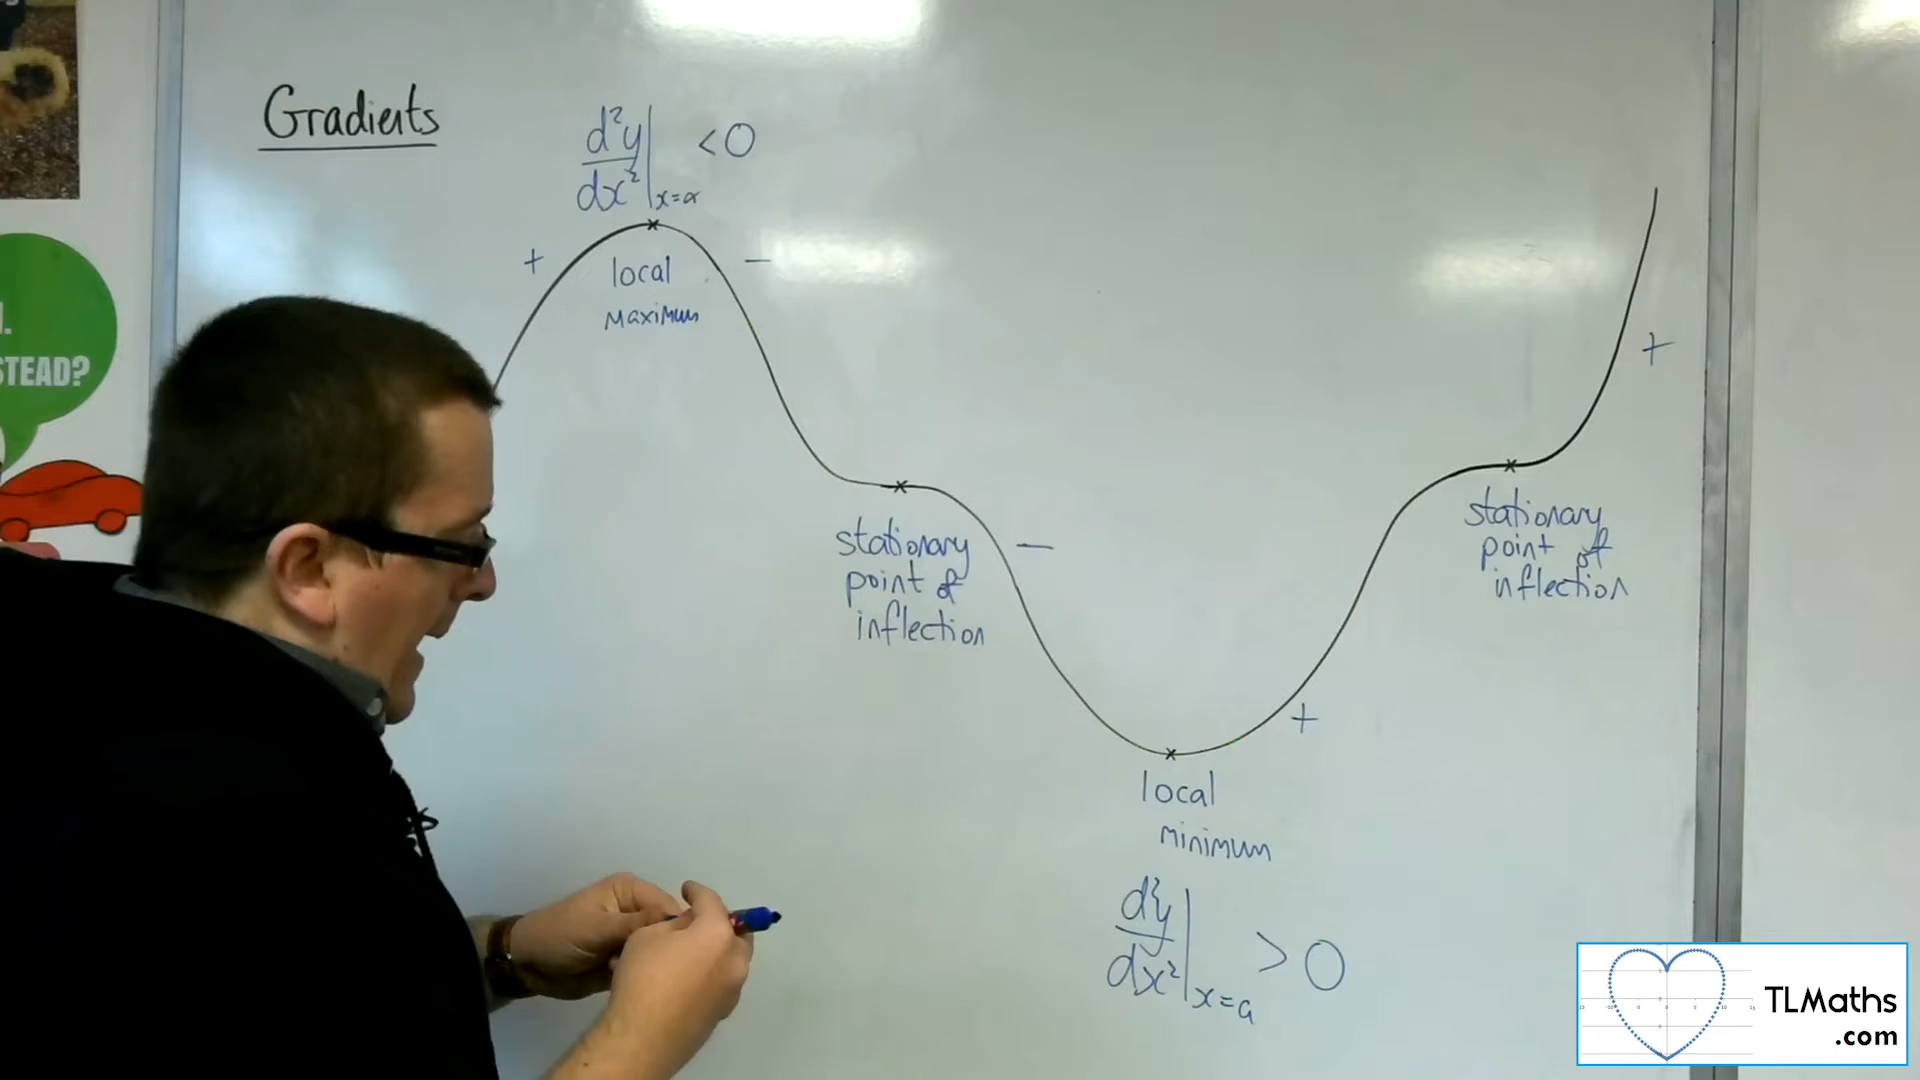 Gradients
d²y/dx² |x=a <0
+
local
maximum
−
stationary
point of
inflection
−
local
minimum
d²y/dx² |x=a > 0
+
stationary
point of
inflection
+
STEAD?
TLMaths
.com